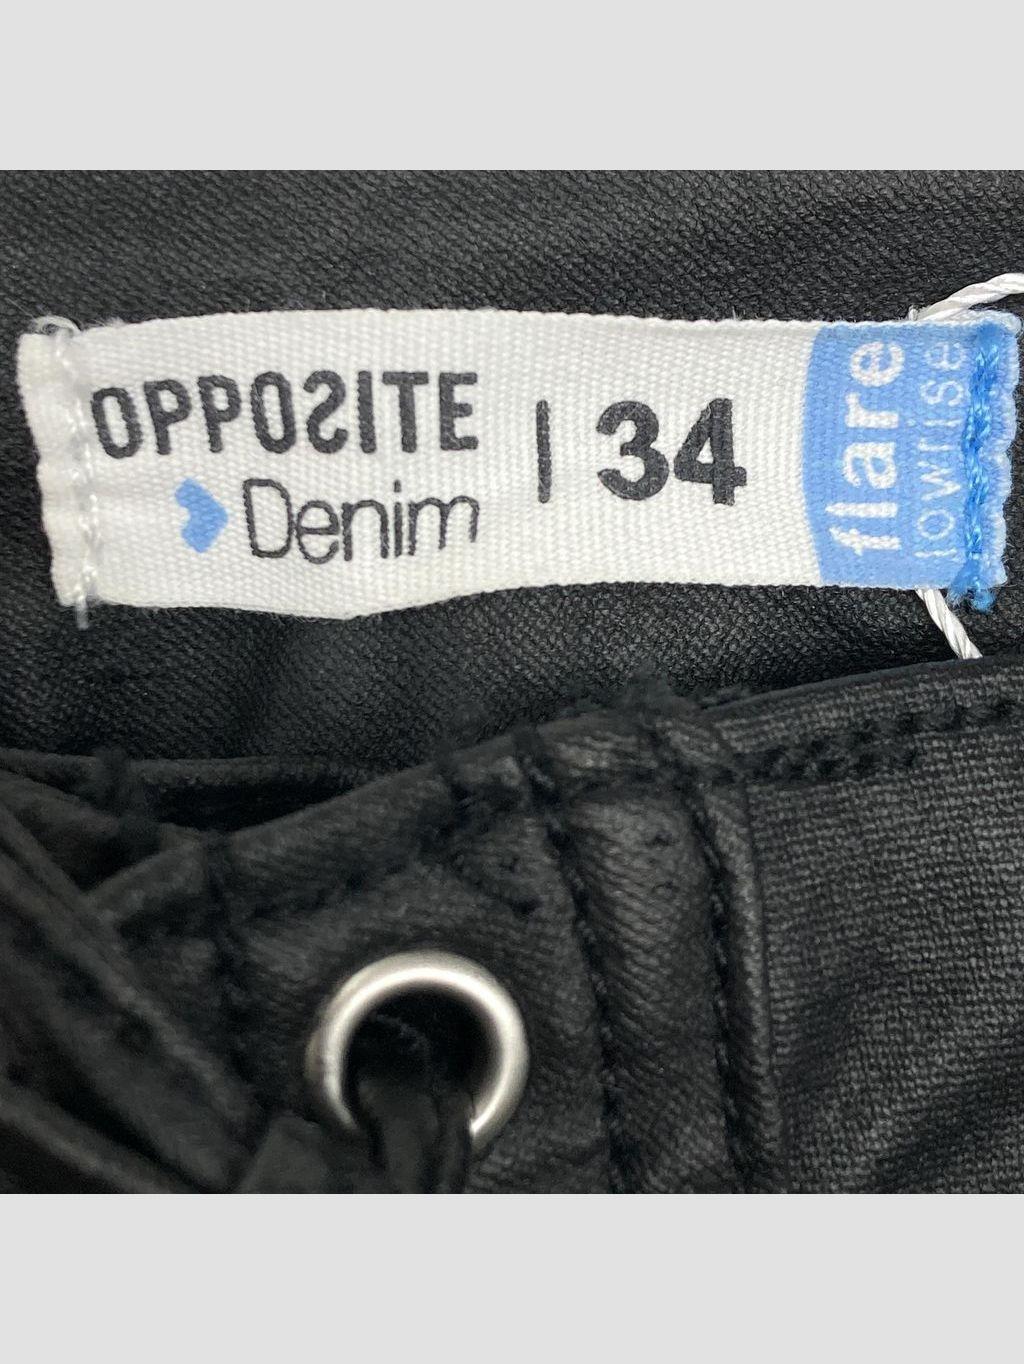 OPPOSITE
Denim
| 34
flare
lowrise